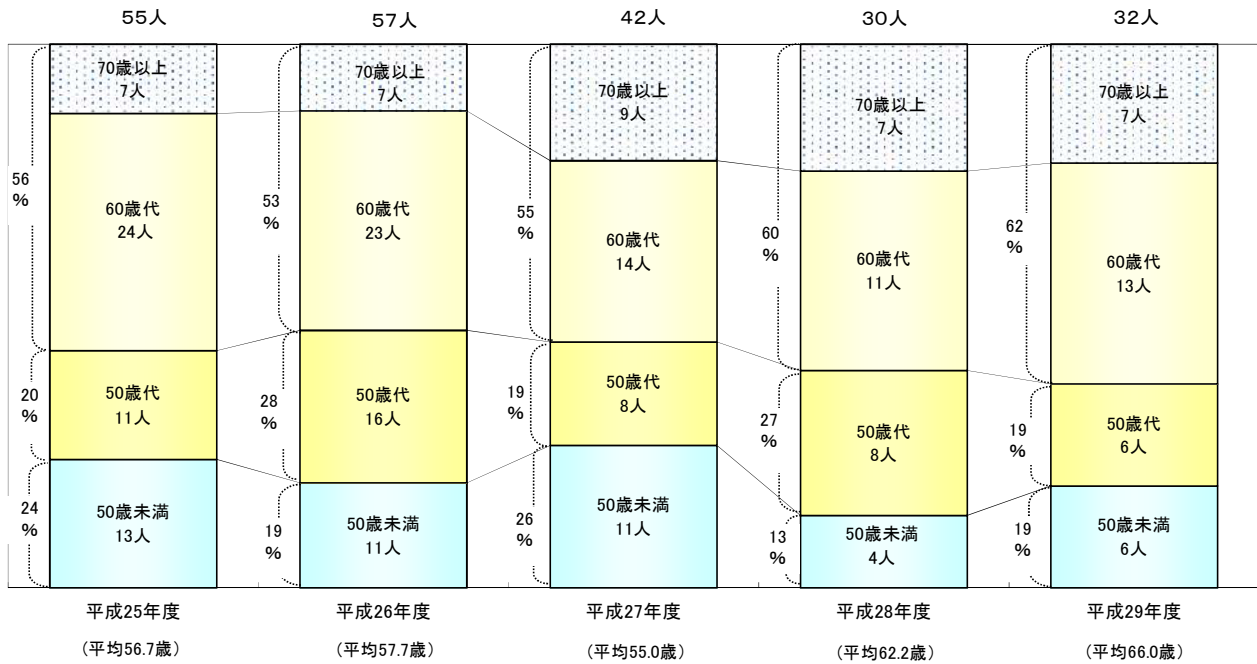 55人
57人
42人
30人
32人
70歳以上
7人
60歳代
24人
50歳代
11人
50歳未満
13人
56
%
20
%
24
%
70歳以上
7人
60歳代
23人
50歳代
16人
50歳未満
11人
53
%
28
%
19
%
70歳以上
9人
60歳代
14人
50歳代
8人
50歳未満
11人
55
%
19
%
26
%
70歳以上
7人
60歳代
11人
50歳代
8人
50歳未満
4人
60
%
27
%
13
%
70歳以上
7人
60歳代
13人
50歳代
6人
50歳未満
6人
62
%
19
%
19
%
平成25年度
(平均56.7歳)
平成26年度
(平均57.7歳)
平成27年度
(平均55.0歳)
平成28年度
(平均62.2歳)
平成29年度
(平均66.0歳)